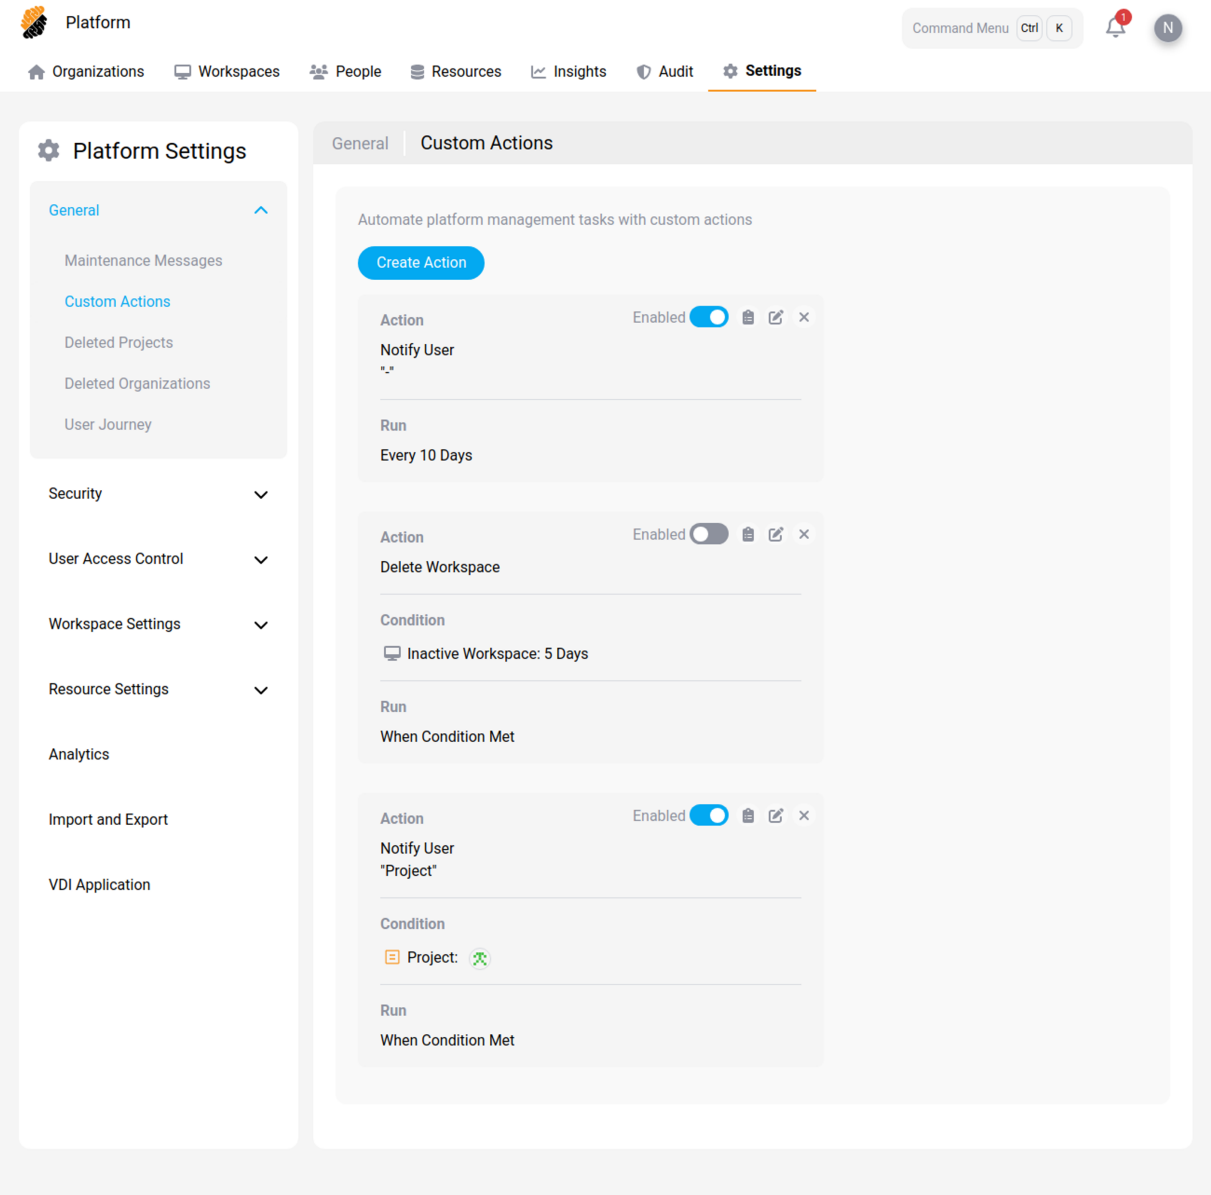 Platform
Command Menu Ctrl K
1
N
Organizations Workspaces People Resources Insights Audit Settings
Platform Settings
General
Maintenance Messages
Custom Actions
Deleted Projects
Deleted Organizations
User Journey
Security
User Access Control
Workspace Settings
Resource Settings
Analytics
Import and Export
VDI Application
General Custom Actions
Automate platform management tasks with custom actions
Create Action
Action Enabled
Notify User
"-"
Run
Every 10 Days
Action Enabled
Delete Workspace
Condition
Inactive Workspace: 5 Days
Run
When Condition Met
Action Enabled
Notify User
"Project"
Condition
Project:
Run
When Condition Met